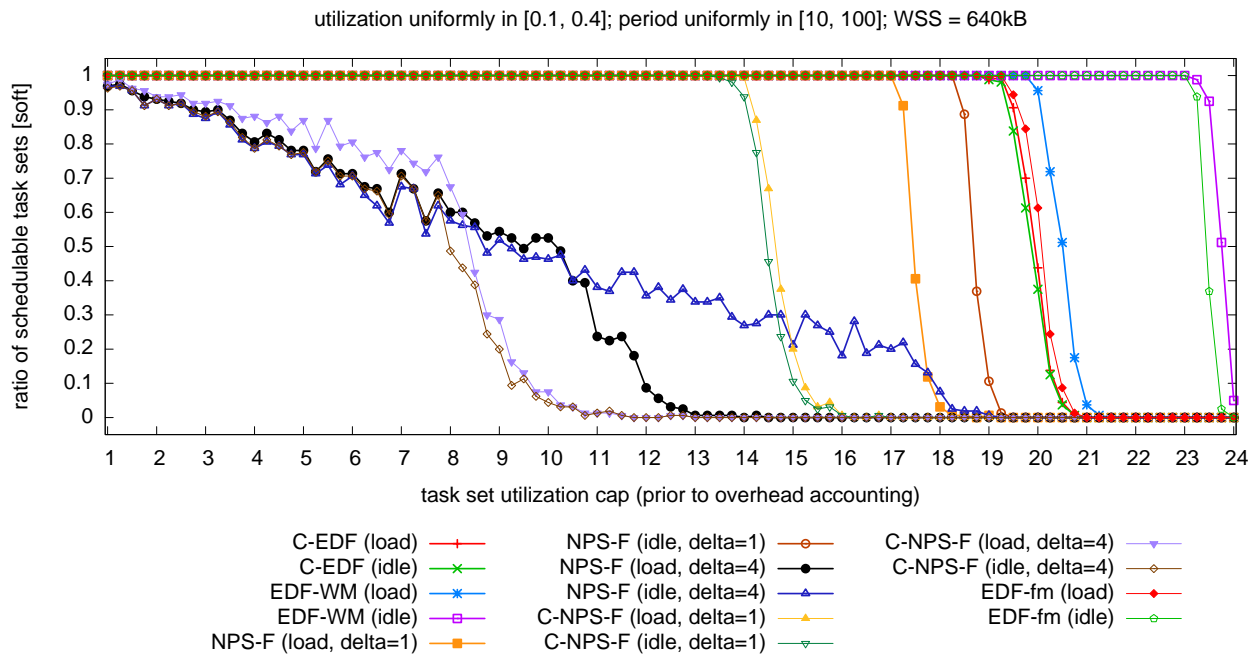 utilization uniformly in [0.1, 0.4]; period uniformly in [10, 100]; WSS = 640kB
ratio of schedulable task sets [soft]
1
0.9
0.8
0.7
0.6
0.5
0.4
0.3
0.2
0.1
0
1 2 3 4 5 6 7 8 9 10 11 12 13 14 15 16 17 18 19 20 21 22 23 24
task set utilization cap (prior to overhead accounting)
C-EDF (load)
C-EDF (idle)
EDF-WM (load)
EDF-WM (idle)
NPS-F (load, delta=1)
NPS-F (idle, delta=1)
NPS-F (load, delta=4)
NPS-F (idle, delta=4)
C-NPS-F (load, delta=1)
C-NPS-F (idle, delta=1)
C-NPS-F (load, delta=4)
C-NPS-F (idle, delta=4)
EDF-fm (load)
EDF-fm (idle)